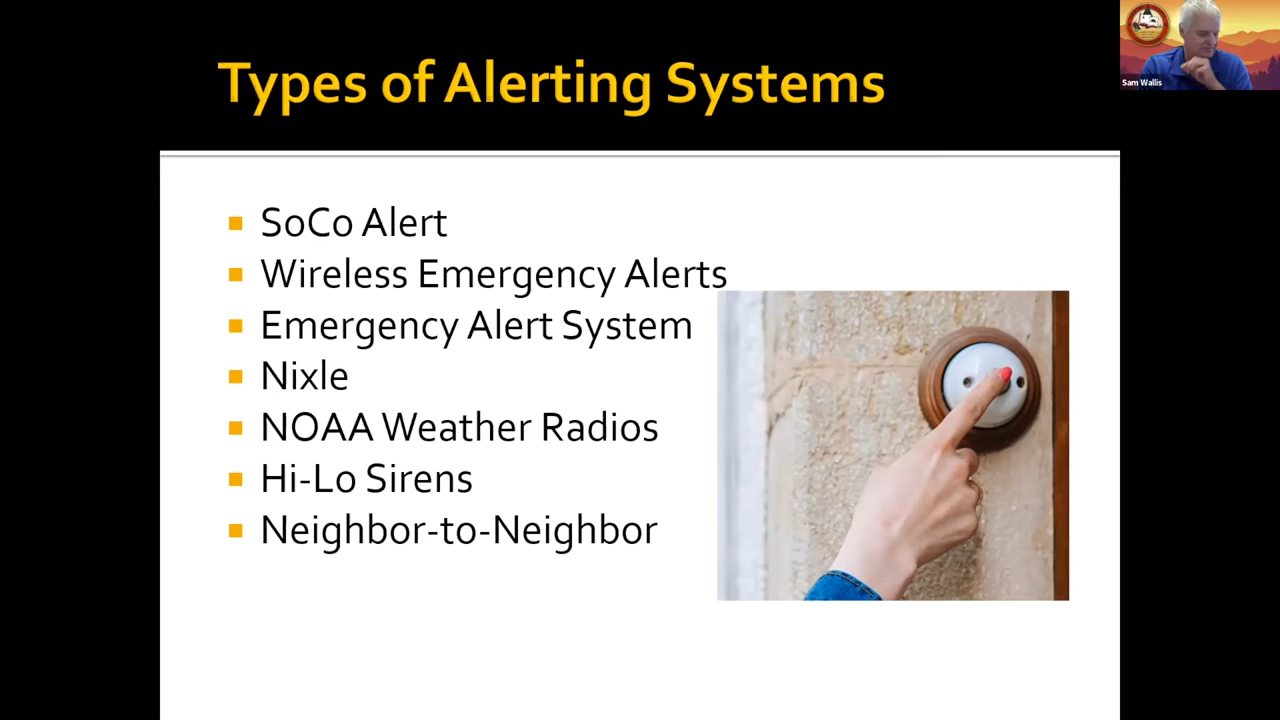 Types of Alerting Systems
SoCo Alert
Wireless Emergency Alerts
Emergency Alert System
Nixle
NOAA Weather Radios
Hi-Lo Sirens
Neighbor-to-Neighbor
Sam Wallis